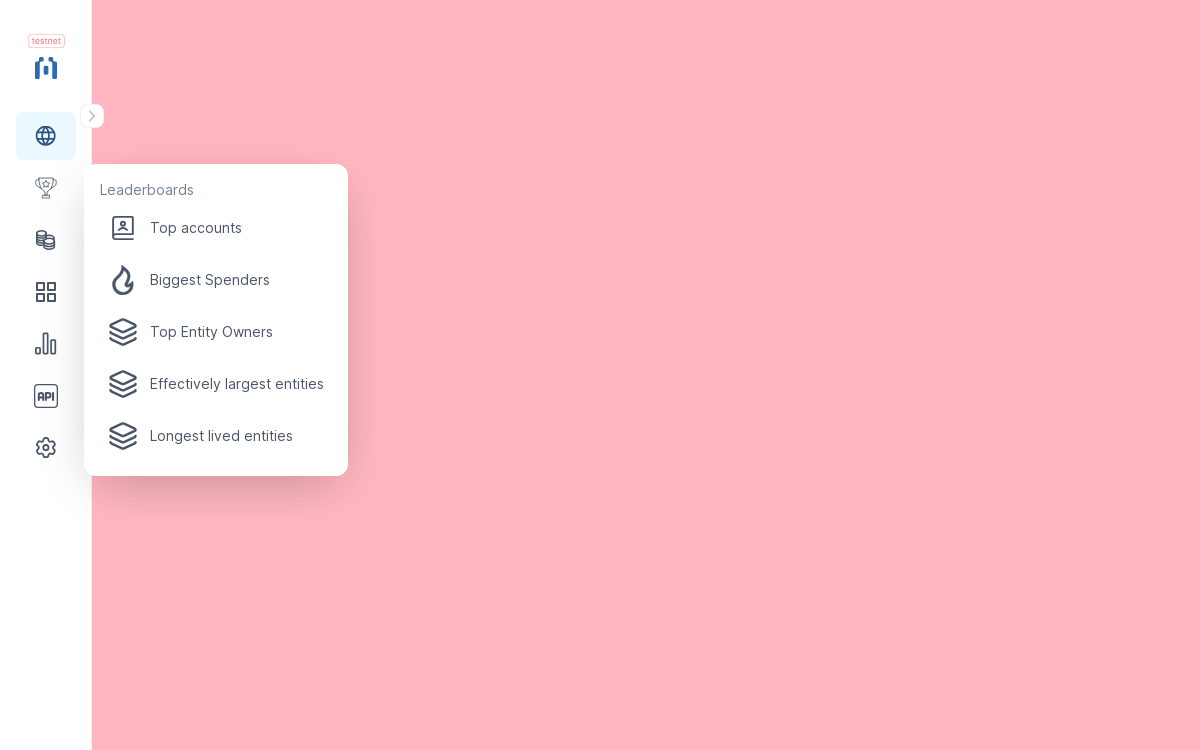 testnet
Leaderboards
Top accounts
Biggest Spenders
Top Entity Owners
Effectively largest entities
Longest lived entities
API